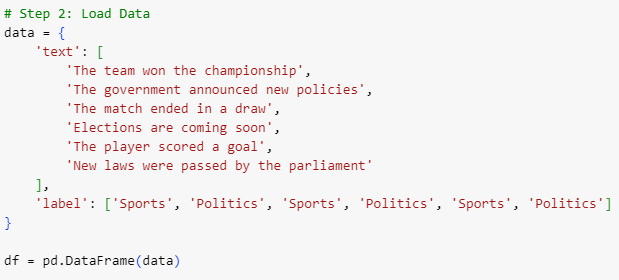 # Step 2: Load Data
data = {
    'text': [
        'The team won the championship',
        'The government announced new policies',
        'The match ended in a draw',
        'Elections are coming soon',
        'The player scored a goal',
        'New laws were passed by the parliament'
    ],
    'label': ['Sports', 'Politics', 'Sports', 'Politics', 'Sports', 'Politics']
}

df = pd.DataFrame(data)